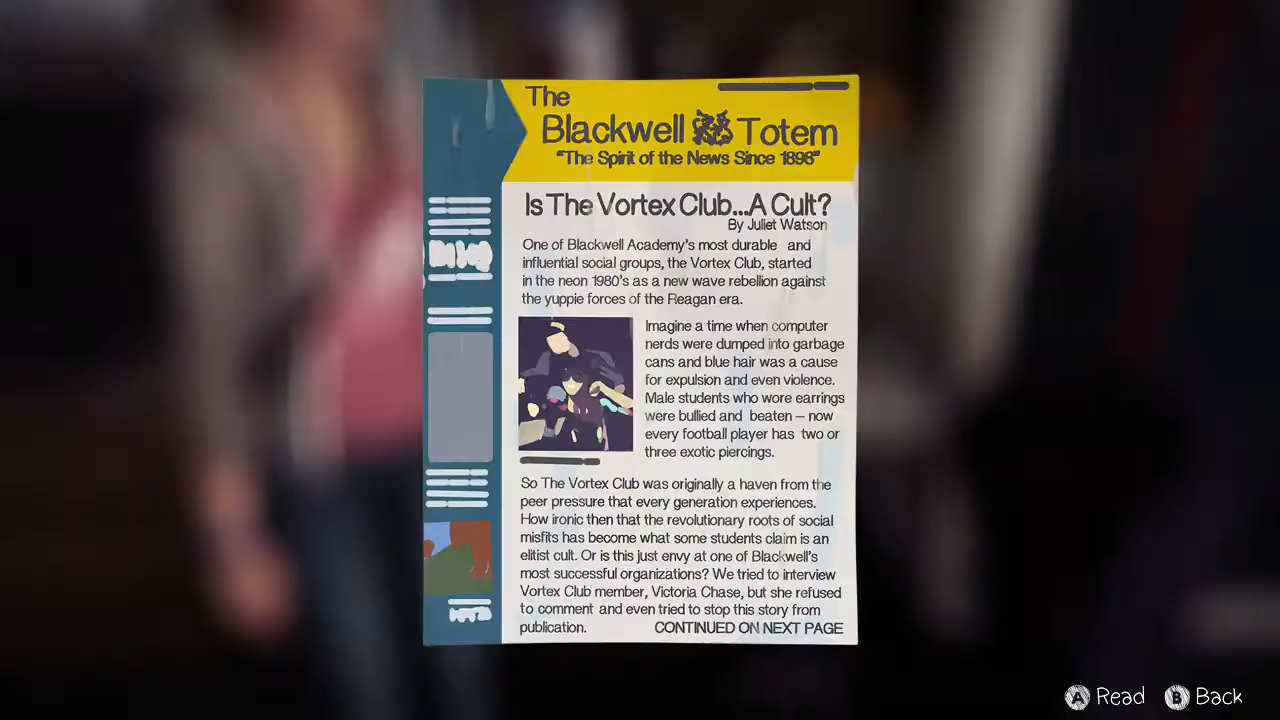 The
Blackwell Totem
"The Spirit of the News Since 1898"
Is The Vortex Club...A Cult?
By Juliet Watson
One of Blackwell Academy's most durable and
influential social groups, the Vortex Club, started
in the neon 1980's as a new wave rebellion against
the yuppie forces of the Reagan era.
Imagine a time when computer
nerds were dumped into garbage
cans and blue hair was a cause
for expulsion and even violence.
Male students who wore earrings
were bullied and beaten – now
every football player has two or
three exotic piercings.
So The Vortex Club was originally a haven from the
peer pressure that every generation experiences.
How ironic then that the revolutionary roots of social
misfits has become what some students claim is an
elitist cult. Or is this just envy at one of Blackwell's
most successful organizations? We tried to interview
Vortex Club member, Victoria Chase, but she refused
to comment and even tried to stop this story from
publication.
CONTINUED ON NEXT PAGE
A Read B Back